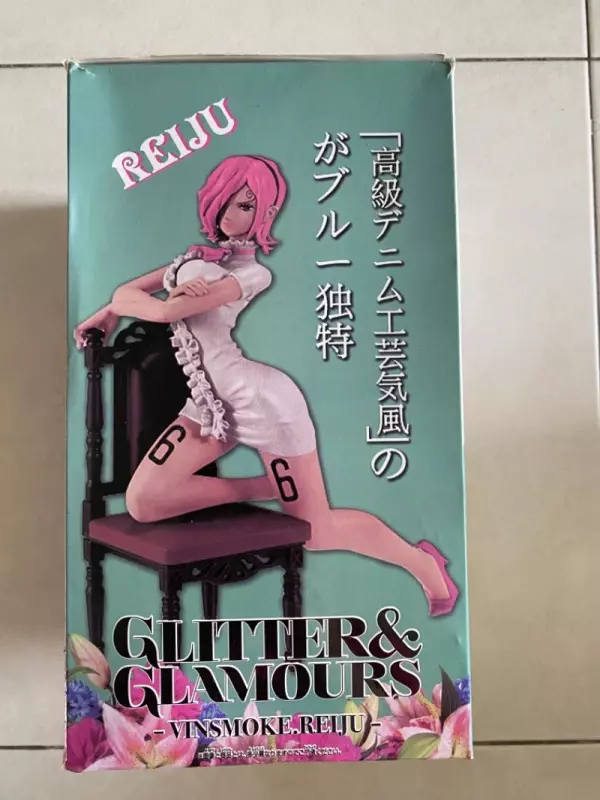 REIJU
「高級デニム工芸気風」の
がブルー独特
6
6
GLITTER&
GLAMOURS
- VINSMOKE.REIJU -